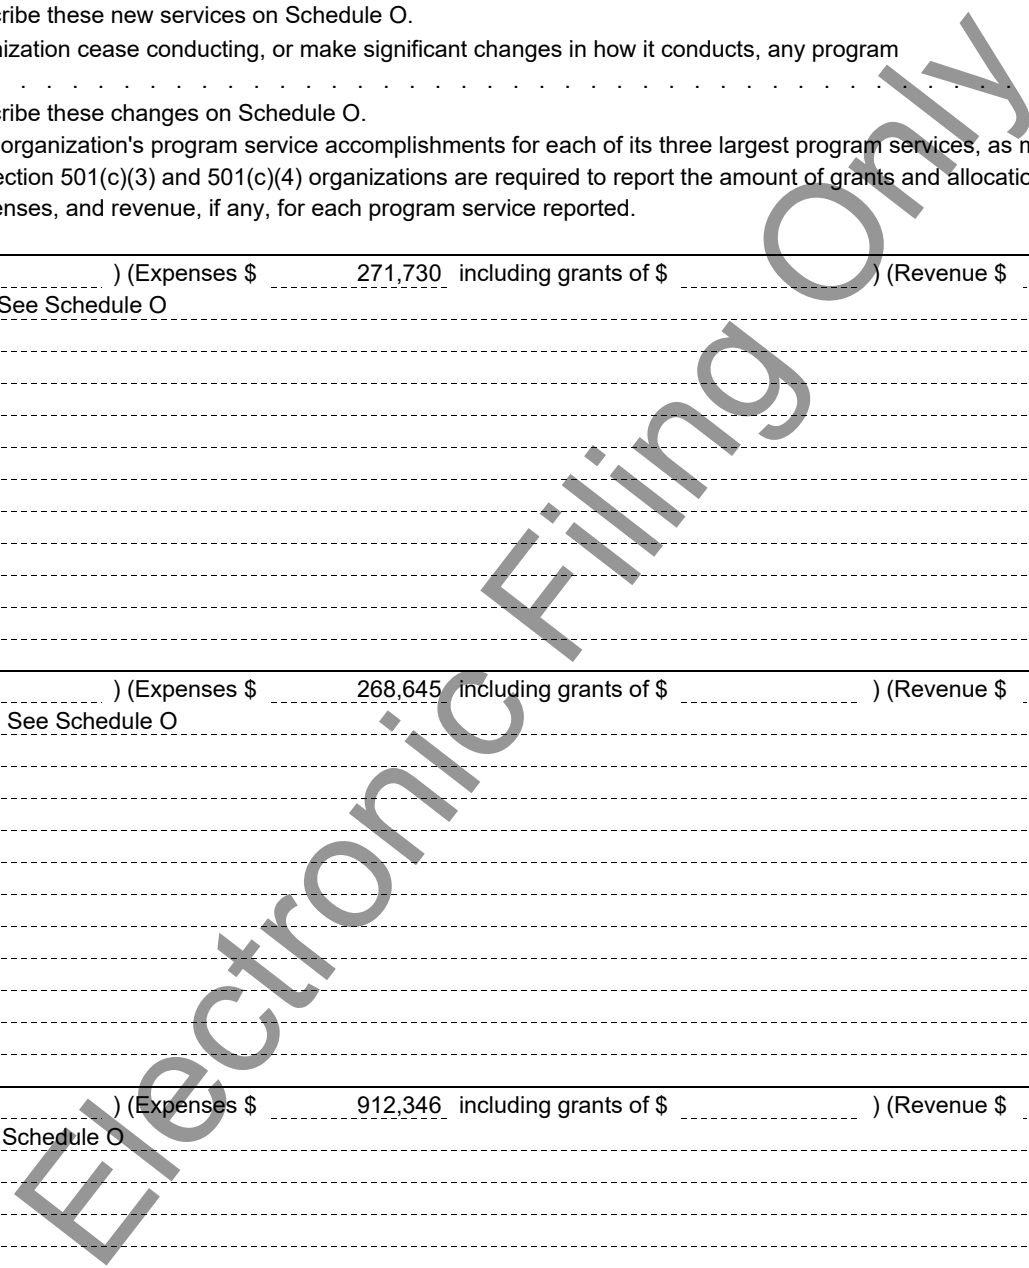 ribe these new services on Schedule O.
nization cease conducting, or make significant changes in how it conducts, any program
. . . . . . . . . . . . . . . . . . . . . . . . . . . . . . . . . . . . . . .
ribe these changes on Schedule O.
organization's program service accomplishments for each of its three largest program services, as m
ection 501(c)(3) and 501(c)(4) organizations are required to report the amount of grants and allocatio
enses, and revenue, if any, for each program service reported.
) (Expenses $ 271,730 including grants of $ ) (Revenue $
See Schedule O
) (Expenses $ 268,645 including grants of $ ) (Revenue $
See Schedule O
) (Expenses $ 912,346 including grants of $ ) (Revenue $
Schedule O
Electronic Filing Only